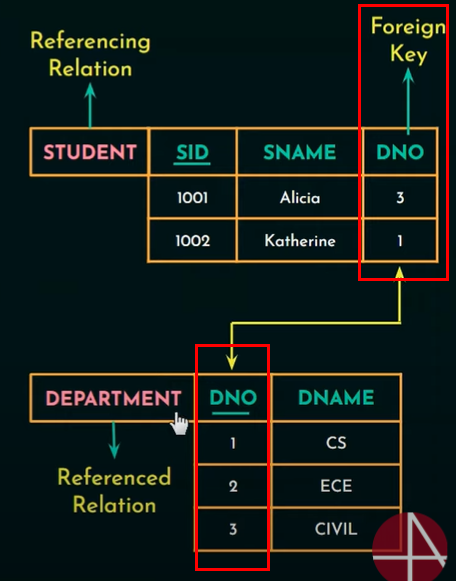 Referencing
Relation
Foreign
Key
STUDENT SID SNAME DNO
1001 Alicia 3
1002 Katherine 1
DEPARTMENT DNO DNAME
1 CS
2 ECE
3 CIVIL
Referenced
Relation